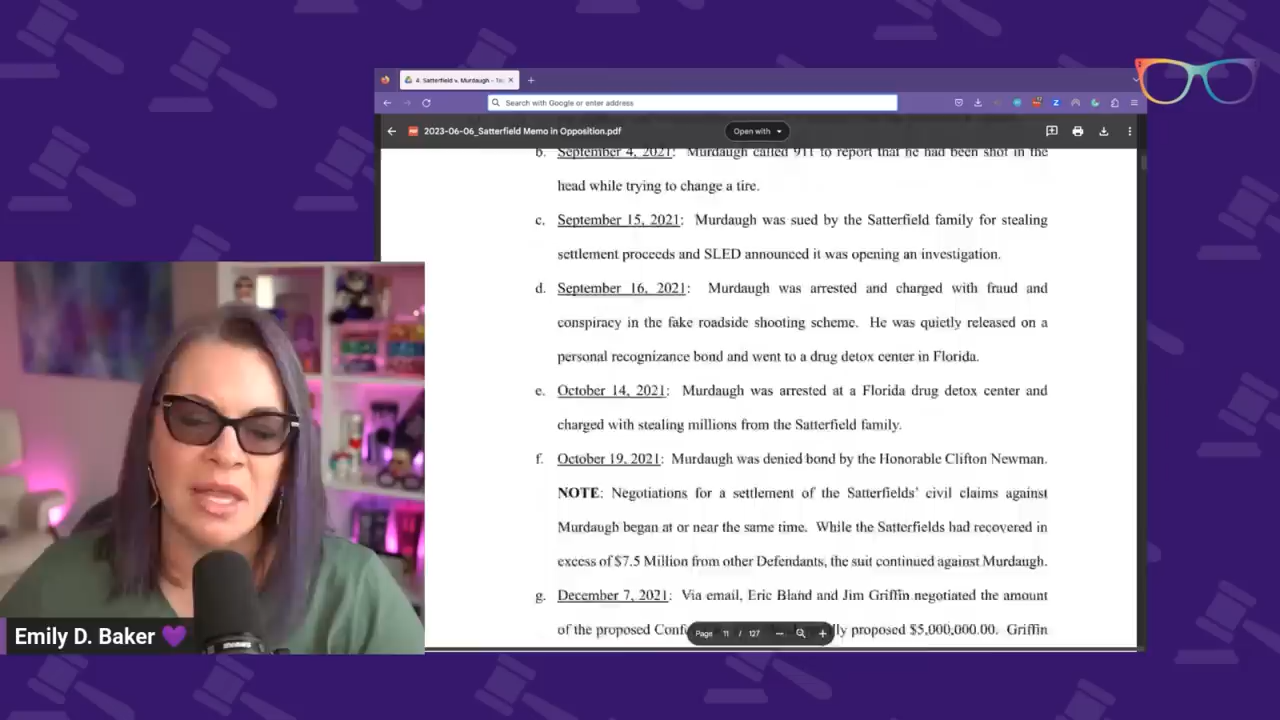 4. Satterfield v. Murdaugh - Te
Search with Google or enter address
2023-06-06_Satterfield Memo in Opposition.pdf
Open with
b. September 4, 2021: Murdaugh called 911 to report that he had been shot in the
head while trying to change a tire.
c. September 15, 2021: Murdaugh was sued by the Satterfield family for stealing
settlement proceeds and SLED announced it was opening an investigation.
d. September 16, 2021: Murdaugh was arrested and charged with fraud and
conspiracy in the fake roadside shooting scheme. He was quietly released on a
personal recognizance bond and went to a drug detox center in Florida.
e. October 14, 2021: Murdaugh was arrested at a Florida drug detox center and
charged with stealing millions from the Satterfield family.
f. October 19, 2021: Murdaugh was denied bond by the Honorable Clifton Newman.
NOTE: Negotiations for a settlement of the Satterfields' civil claims against
Murdaugh began at or near the same time. While the Satterfields had recovered in
excess of $7.5 Million from other Defendants, the suit continued against Murdaugh.
g. December 7, 2021: Via email, Eric Bland and Jim Griffin negotiated the amount
of the proposed Conf lly proposed $5,000,000.00. Griffin
Page 11 / 127
Emily D. Baker 💜